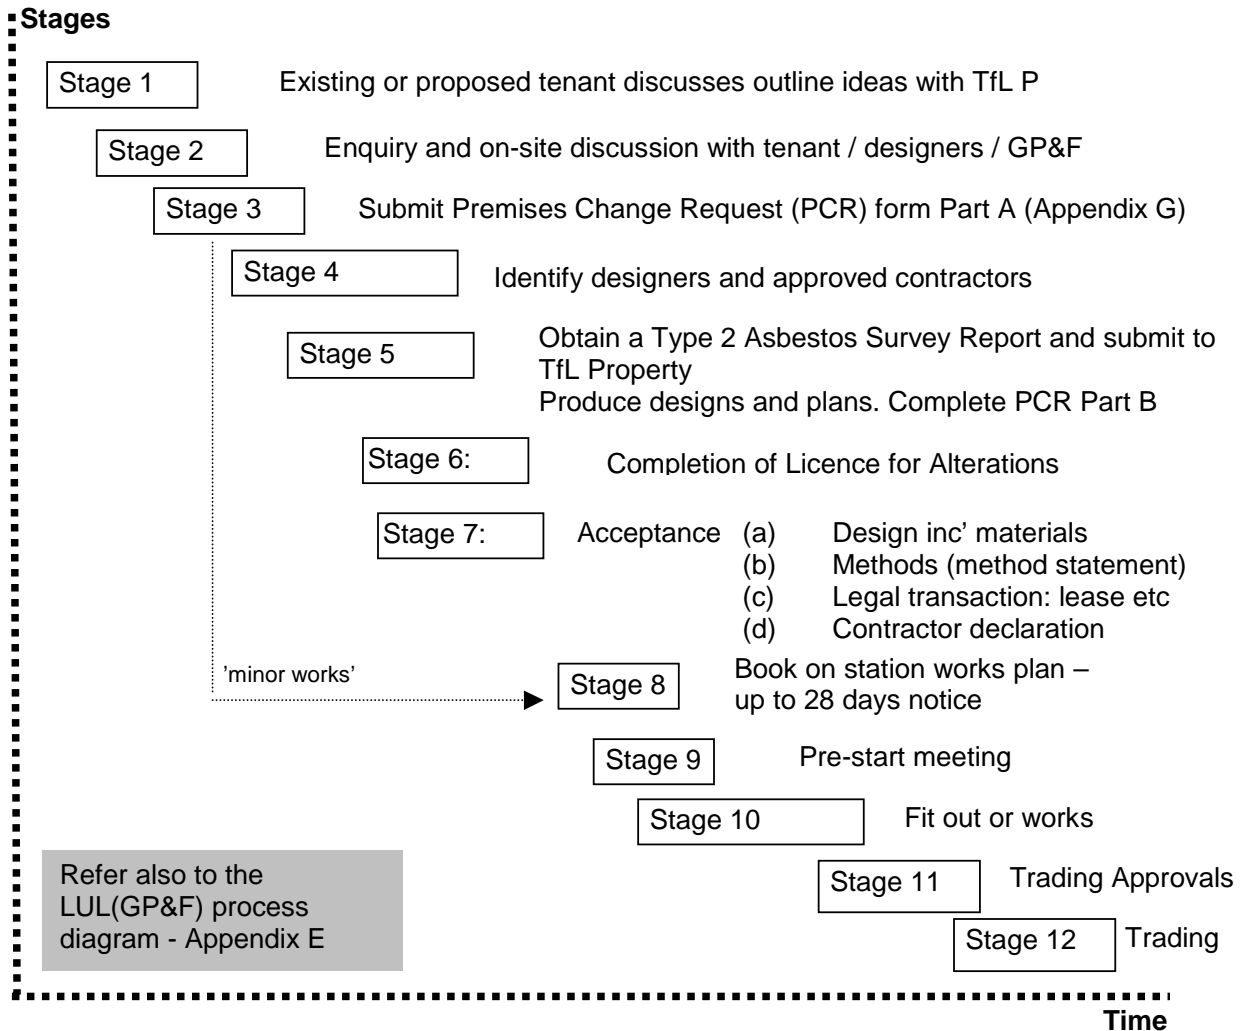 Stages
Stage 1
Existing or proposed tenant discusses outline ideas with TfL P
Stage 2
Enquiry and on-site discussion with tenant / designers / GP&F
Stage 3
Submit Premises Change Request (PCR) form Part A (Appendix G)
Stage 4
Identify designers and approved contractors
Stage 5
Obtain a Type 2 Asbestos Survey Report and submit to
TfL Property
Produce designs and plans. Complete PCR Part B
Stage 6:
Completion of Licence for Alterations
Stage 7:
Acceptance (a) Design inc' materials
(b) Methods (method statement)
(c) Legal transaction: lease etc
(d) Contractor declaration
'minor works'
Stage 8
Book on station works plan –
up to 28 days notice
Stage 9
Pre-start meeting
Stage 10
Fit out or works
Stage 11
Trading Approvals
Stage 12
Trading
Refer also to the
LUL(GP&F) process
diagram - Appendix E
Time